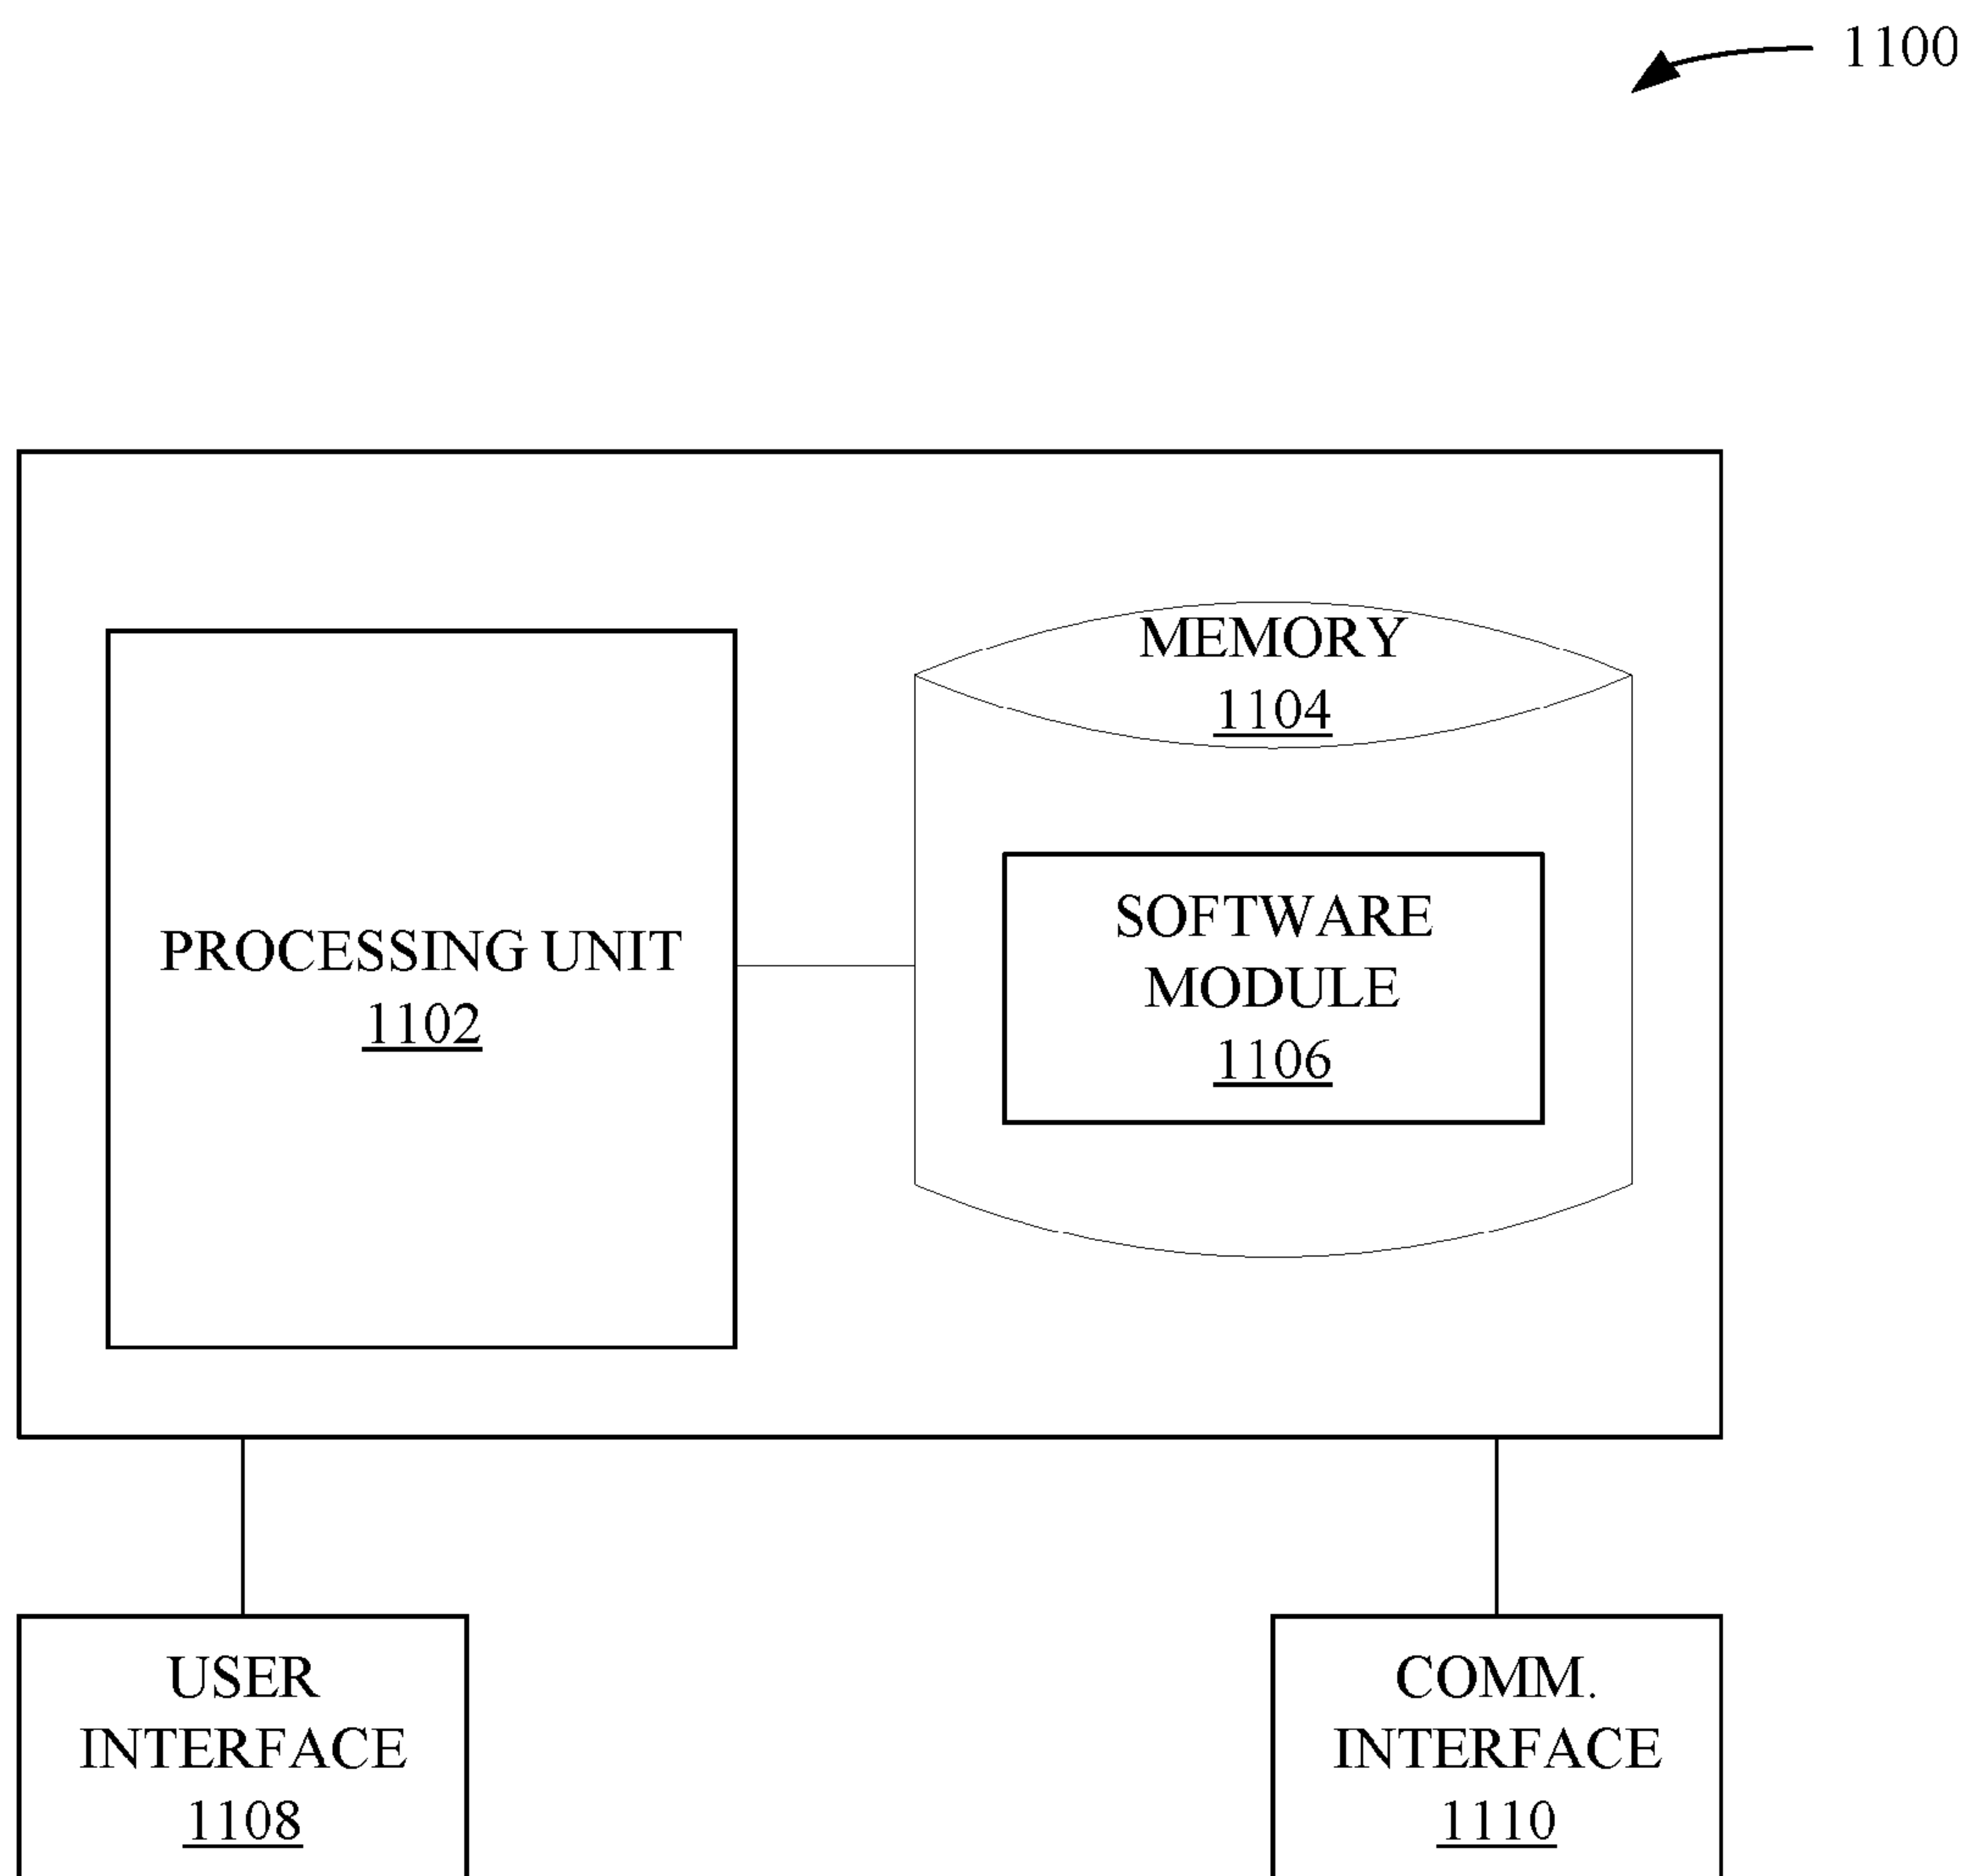 1100
MEMORY
1104
PROCESSING UNIT
1102
SOFTWARE
MODULE
1106
USER
INTERFACE
1108
COMM.
INTERFACE
1110